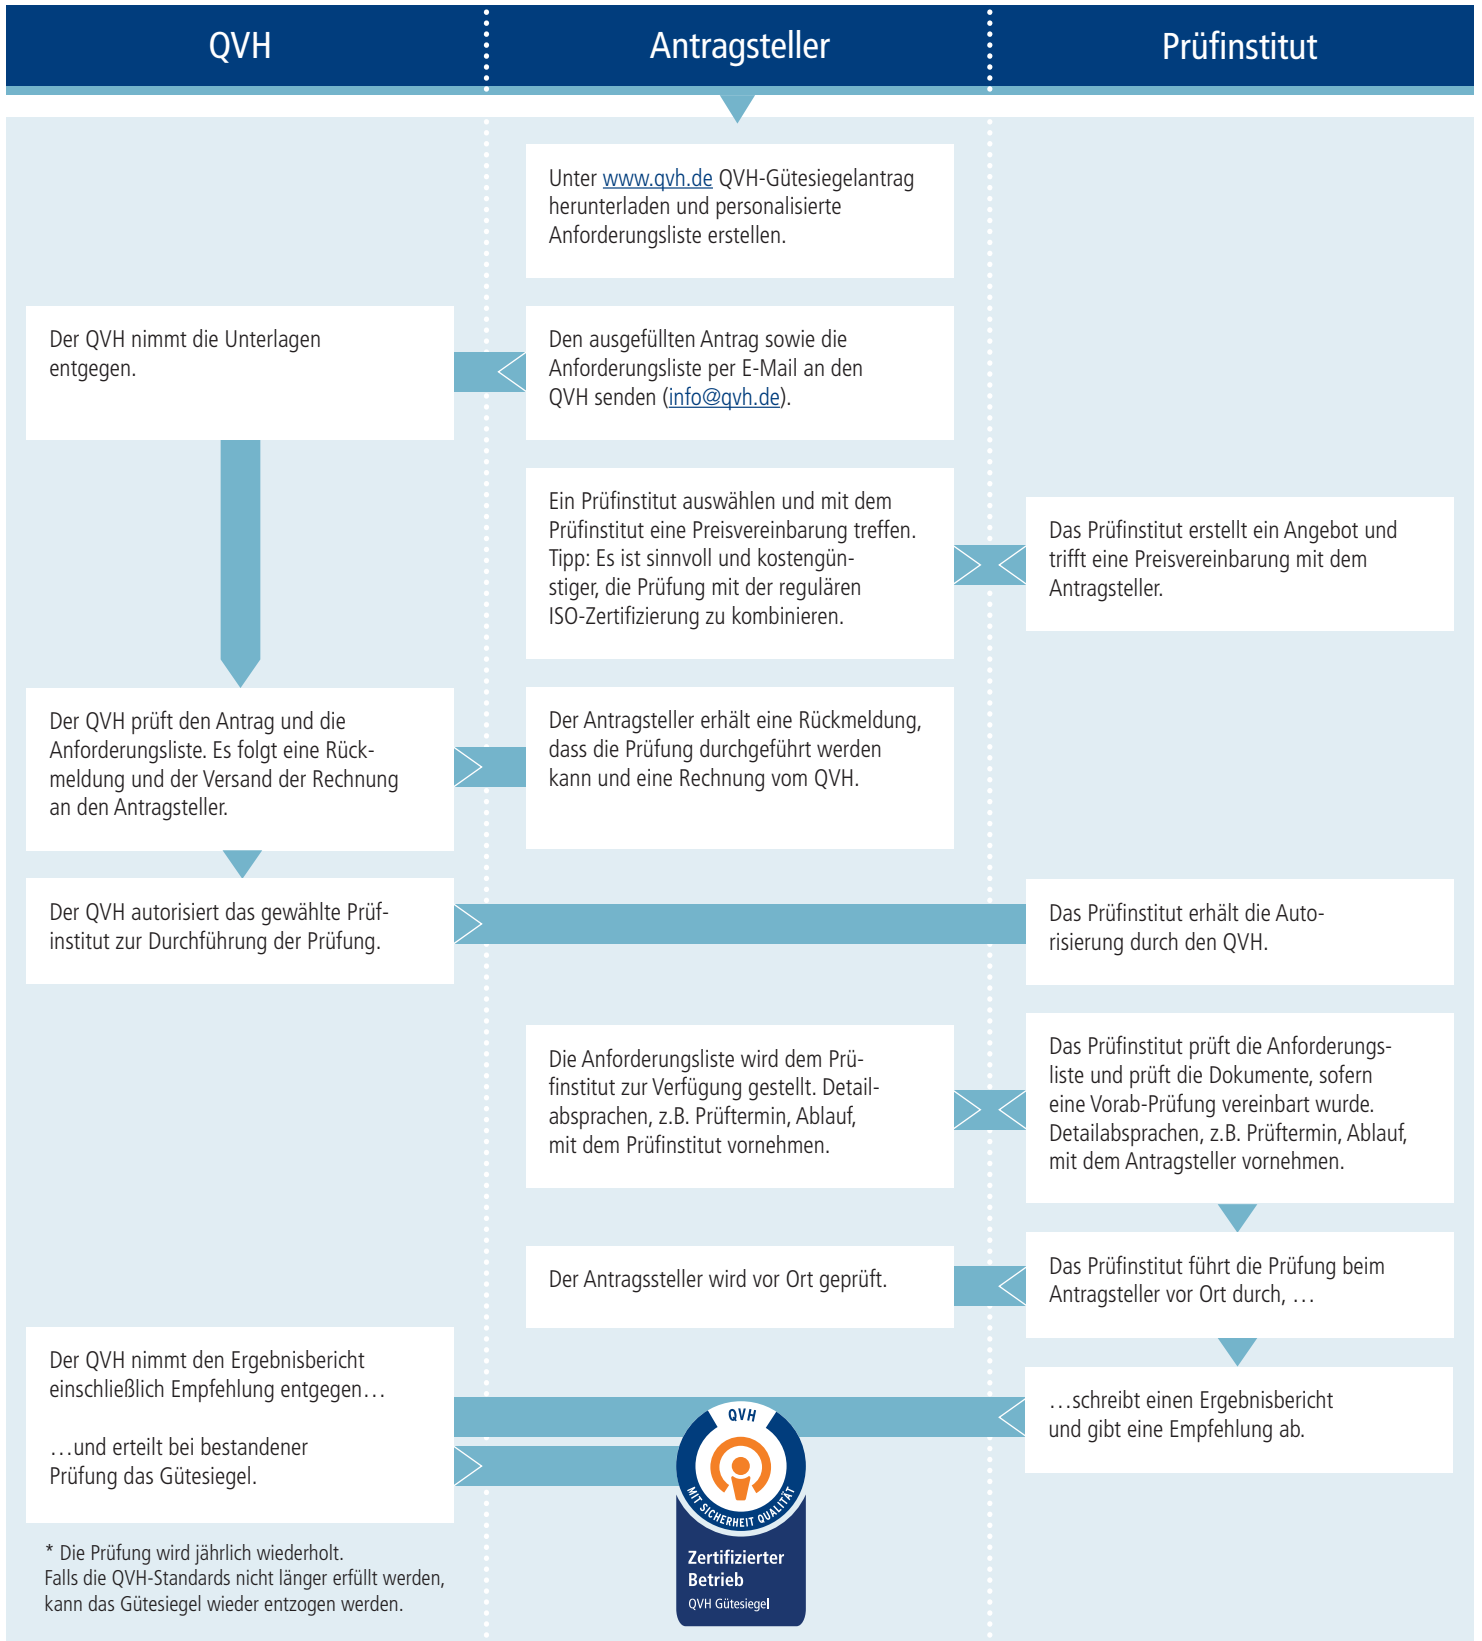 QVH
Antragsteller
Prüfinstitut
Unter www.qvh.de QVH-Gütesiegelantrag
herunterladen und personalisierte
Anforderungsliste erstellen.
Der QVH nimmt die Unterlagen
entgegen.
Den ausgefüllten Antrag sowie die
Anforderungsliste per E-Mail an den
QVH senden (info@qvh.de).
Ein Prüfinstitut auswählen und mit dem
Prüfinstitut eine Preisvereinbarung treffen.
Tipp: Es ist sinnvoll und kostengün-
stiger, die Prüfung mit der regulären
ISO-Zertifizierung zu kombinieren.
Das Prüfinstitut erstellt ein Angebot und
trifft eine Preisvereinbarung mit dem
Antragsteller.
Der QVH prüft den Antrag und die
Anforderungsliste. Es folgt eine Rück-
meldung und der Versand der Rechnung
an den Antragsteller.
Der Antragsteller erhält eine Rückmeldung,
dass die Prüfung durchgeführt werden
kann und eine Rechnung vom QVH.
Der QVH autorisiert das gewählte Prüf-
institut zur Durchführung der Prüfung.
Das Prüfinstitut erhält die Auto-
risierung durch den QVH.
Die Anforderungsliste wird dem Prü-
finstitut zur Verfügung gestellt. Detail-
absprachen, z.B. Prüftermin, Ablauf,
mit dem Prüfinstitut vornehmen.
Das Prüfinstitut prüft die Anforderungs-
liste und prüft die Dokumente, sofern
eine Vorab-Prüfung vereinbart wurde.
Detailabsprachen, z.B. Prüftermin, Ablauf,
mit dem Antragsteller vornehmen.
Der Antragssteller wird vor Ort geprüft.
Das Prüfinstitut führt die Prüfung beim
Antragsteller vor Ort durch, …
Der QVH nimmt den Ergebnisbericht
einschließlich Empfehlung entgegen…
…und erteilt bei bestandener
Prüfung das Gütesiegel.
…schreibt einen Ergebnisbericht
und gibt eine Empfehlung ab.
QVH
MIT SICHERHEIT QUALITÄT
Zertifizierter
Betrieb
QVH Gütesiegel
* Die Prüfung wird jährlich wiederholt.
Falls die QVH-Standards nicht länger erfüllt werden,
kann das Gütesiegel wieder entzogen werden.